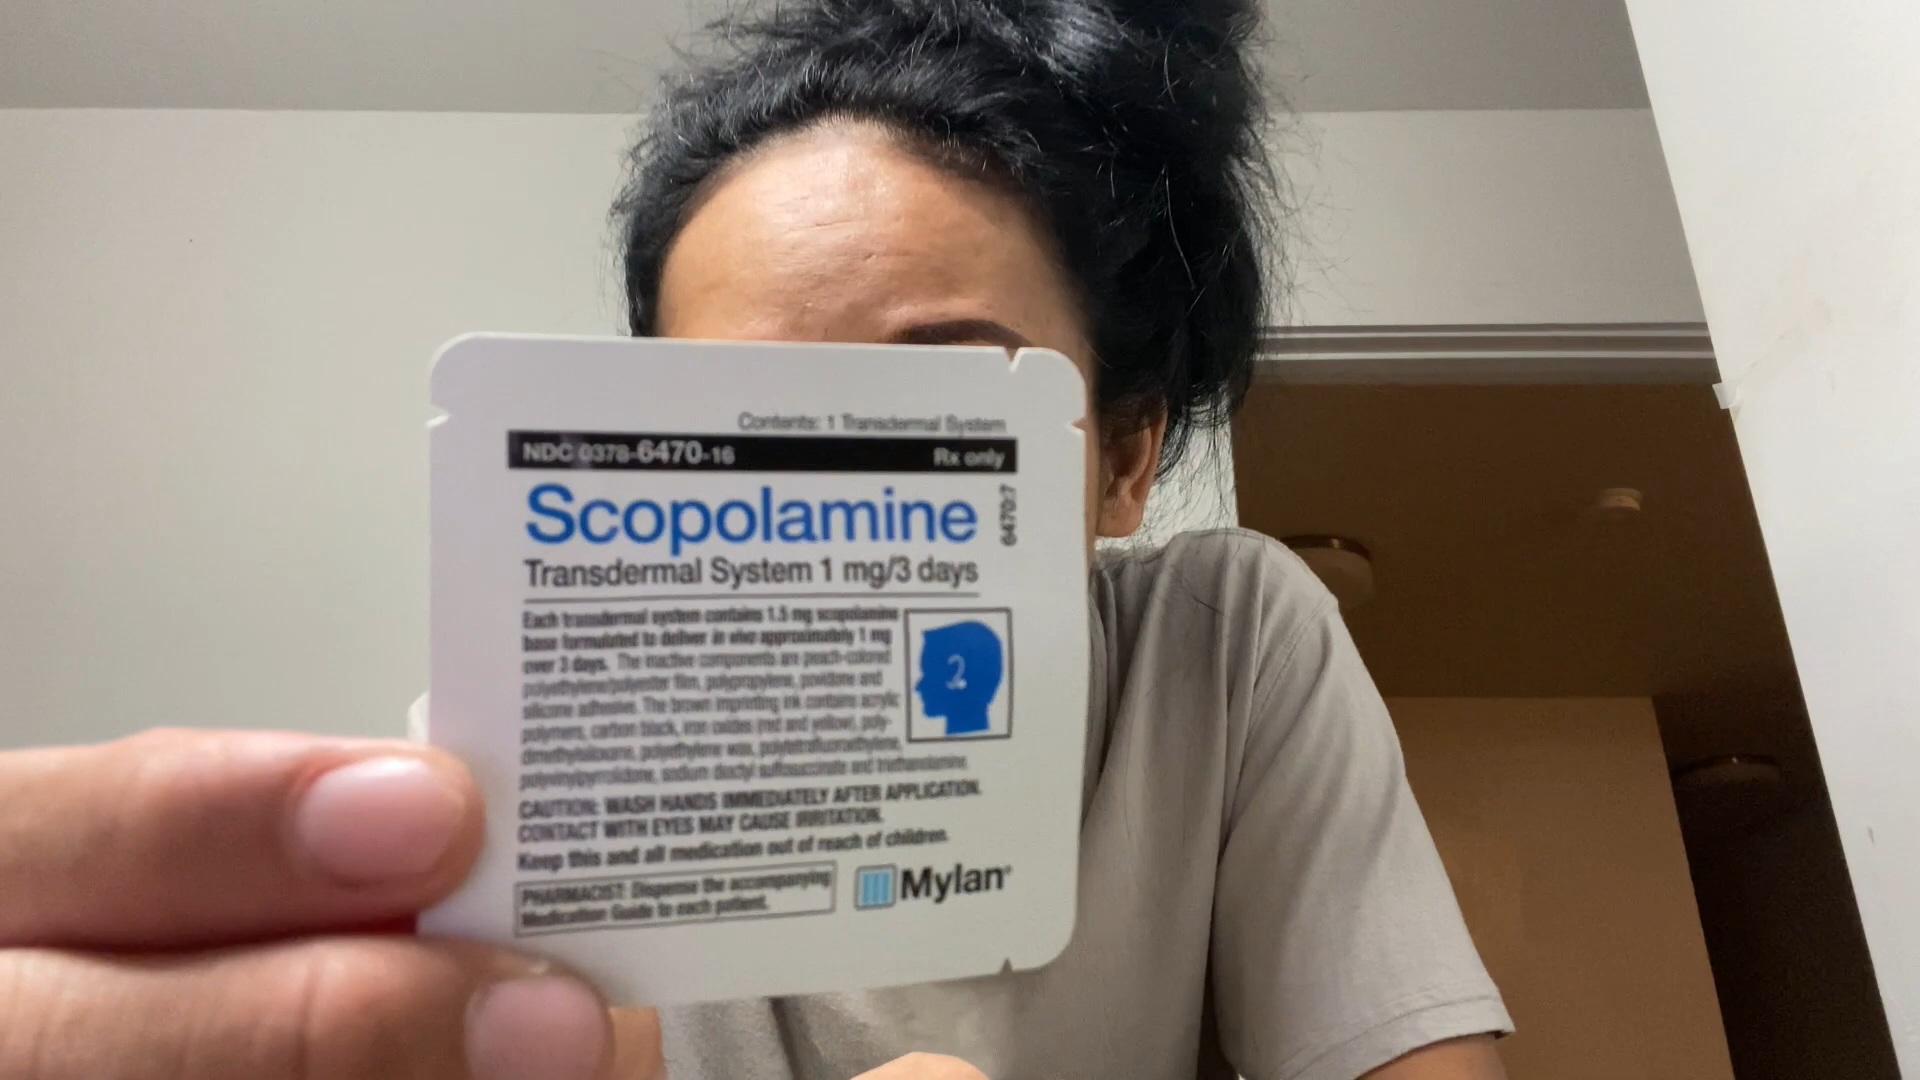 Contents: 1 Transdermal System
NDC 0378-6470-16 Rx only
Scopolamine
6470:7
Transdermal System 1 mg/3 days
Each transdermal system contains 1.5 mg scopolamine
base formulated to deliver in vivo approximately 1 mg
over 3 days. The inactive components are peach-colored
polyethylene/polyester film, polypropylene, povidone and
silicone adhesive. The brown imprinting ink contains acrylic
polymers, carbon black, iron oxides (red and yellow), poly-
dimethylsiloxane, polyethylene wax, polytetrafluoroethylene,
polyvinylpyrrolidone, sodium dioctyl sulfosuccinate and triethanolamine.
2
CAUTION: WASH HANDS IMMEDIATELY AFTER APPLICATION.
CONTACT WITH EYES MAY CAUSE IRRITATION.
Keep this and all medication out of reach of children.
PHARMACIST: Dispense the accompanying
Medication Guide to each patient.
Mylan®